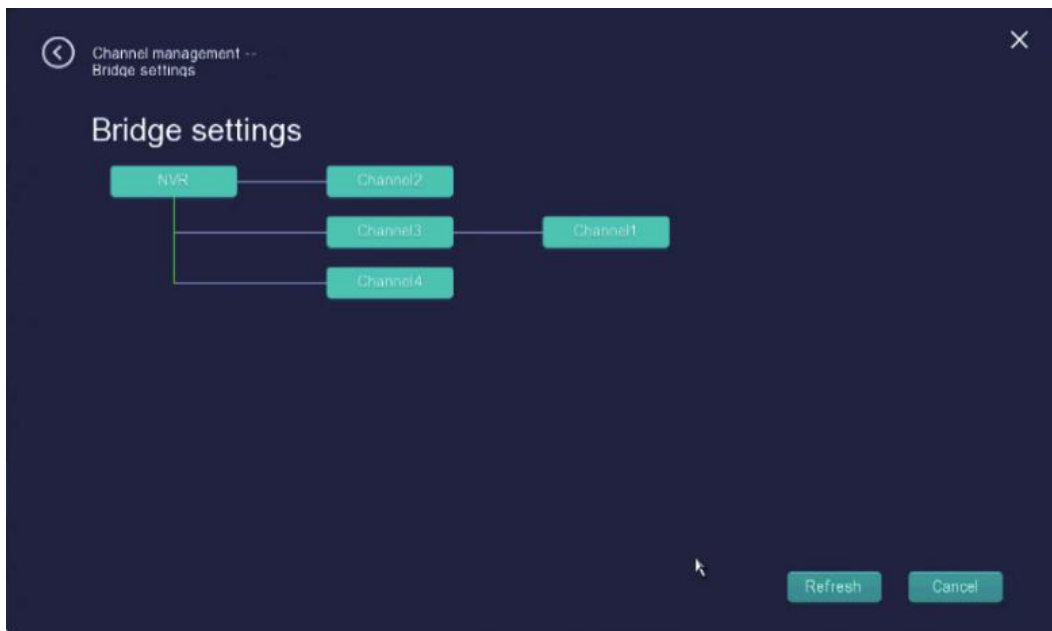 Channel management --
Bridge settings
Bridge settings
NVR
Channel2
Channel3
Channel1
Channel4
Refresh
Cancel